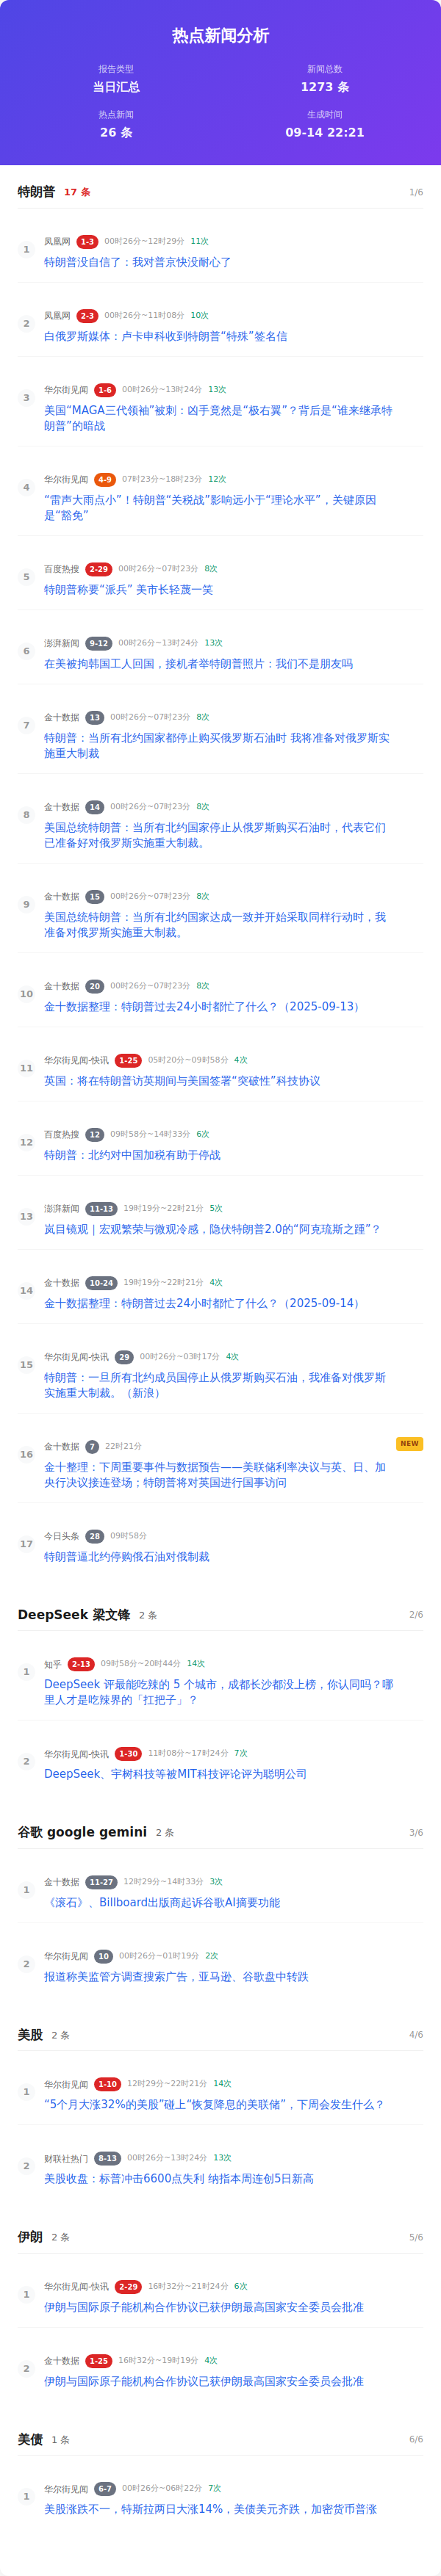 热点新闻分析
报告类型 新闻总数
当日汇总 1273 条
热点新闻 生成时间
26 条 09-14 22:21
特朗普 17 条 1/6
1 凤凰网 1-3 00时26分~12时29分 11次
特朗普没自信了：我对普京快没耐心了
2 凤凰网 2-3 00时26分~11时08分 10次
白俄罗斯媒体：卢卡申科收到特朗普“特殊”签名信
3 华尔街见闻 1-6 00时26分~13时24分 13次
美国“MAGA三代领袖”被刺：凶手竟然是“极右翼”？背后是“谁来继承特
朗普”的暗战
4 华尔街见闻 4-9 07时23分~18时23分 12次
“雷声大雨点小”！特朗普“关税战”影响远小于“理论水平”，关键原因
是“豁免”
5 百度热搜 2-29 00时26分~07时23分 8次
特朗普称要“派兵” 美市长轻蔑一笑
6 澎湃新闻 9-12 00时26分~13时24分 13次
在美被拘韩国工人回国，接机者举特朗普照片：我们不是朋友吗
7 金十数据 13 00时26分~07时23分 8次
特朗普：当所有北约国家都停止购买俄罗斯石油时 我将准备对俄罗斯实
施重大制裁
8 金十数据 14 00时26分~07时23分 8次
美国总统特朗普：当所有北约国家停止从俄罗斯购买石油时，代表它们
已准备好对俄罗斯实施重大制裁。
9 金十数据 15 00时26分~07时23分 8次
美国总统特朗普：当所有北约国家达成一致并开始采取同样行动时，我
准备对俄罗斯实施重大制裁。
10 金十数据 20 00时26分~07时23分 8次
金十数据整理：特朗普过去24小时都忙了什么？（2025-09-13）
11 华尔街见闻-快讯 1-25 05时20分~09时58分 4次
英国：将在特朗普访英期间与美国签署“突破性”科技协议
12 百度热搜 12 09时58分~14时33分 6次
特朗普：北约对中国加税有助于停战
13 澎湃新闻 11-13 19时19分~22时21分 5次
岚目镜观｜宏观繁荣与微观冷感，隐伏特朗普2.0的“阿克琉斯之踵”？
14 金十数据 10-24 19时19分~22时21分 4次
金十数据整理：特朗普过去24小时都忙了什么？（2025-09-14）
15 华尔街见闻-快讯 29 00时26分~03时17分 4次
特朗普：一旦所有北约成员国停止从俄罗斯购买石油，我准备对俄罗斯
实施重大制裁。（新浪）
16 金十数据 7 22时21分 NEW
金十整理：下周重要事件与数据预告——美联储利率决议与英、日、加
央行决议接连登场；特朗普将对英国进行国事访问
17 今日头条 28 09时58分
特朗普逼北约停购俄石油对俄制裁
DeepSeek 梁文锋 2 条 2/6
1 知乎 2-13 09时58分~20时44分 14次
DeepSeek 评最能吃辣的 5 个城市，成都长沙都没上榜，你认同吗？哪
里人才是吃辣界的「扛把子」？
2 华尔街见闻-快讯 1-30 11时08分~17时24分 7次
DeepSeek、宇树科技等被MIT科技评论评为聪明公司
谷歌 google gemini 2 条 3/6
1 金十数据 11-27 12时29分~14时33分 3次
《滚石》、Billboard出版商起诉谷歌AI摘要功能
2 华尔街见闻 10 00时26分~01时19分 2次
报道称美监管方调查搜索广告，亚马逊、谷歌盘中转跌
美股 2 条 4/6
1 华尔街见闻 1-10 12时29分~22时21分 14次
“5个月大涨32%的美股”碰上“恢复降息的美联储”，下周会发生什么？
2 财联社热门 8-13 00时26分~13时24分 13次
美股收盘：标普冲击6600点失利 纳指本周连创5日新高
伊朗 2 条 5/6
1 华尔街见闻-快讯 2-29 16时32分~21时24分 6次
伊朗与国际原子能机构合作协议已获伊朗最高国家安全委员会批准
2 金十数据 1-25 16时32分~19时19分 4次
伊朗与国际原子能机构合作协议已获伊朗最高国家安全委员会批准
美债 1 条 6/6
1 华尔街见闻 6-7 00时26分~06时22分 7次
美股涨跌不一，特斯拉两日大涨14%，美债美元齐跌，加密货币普涨